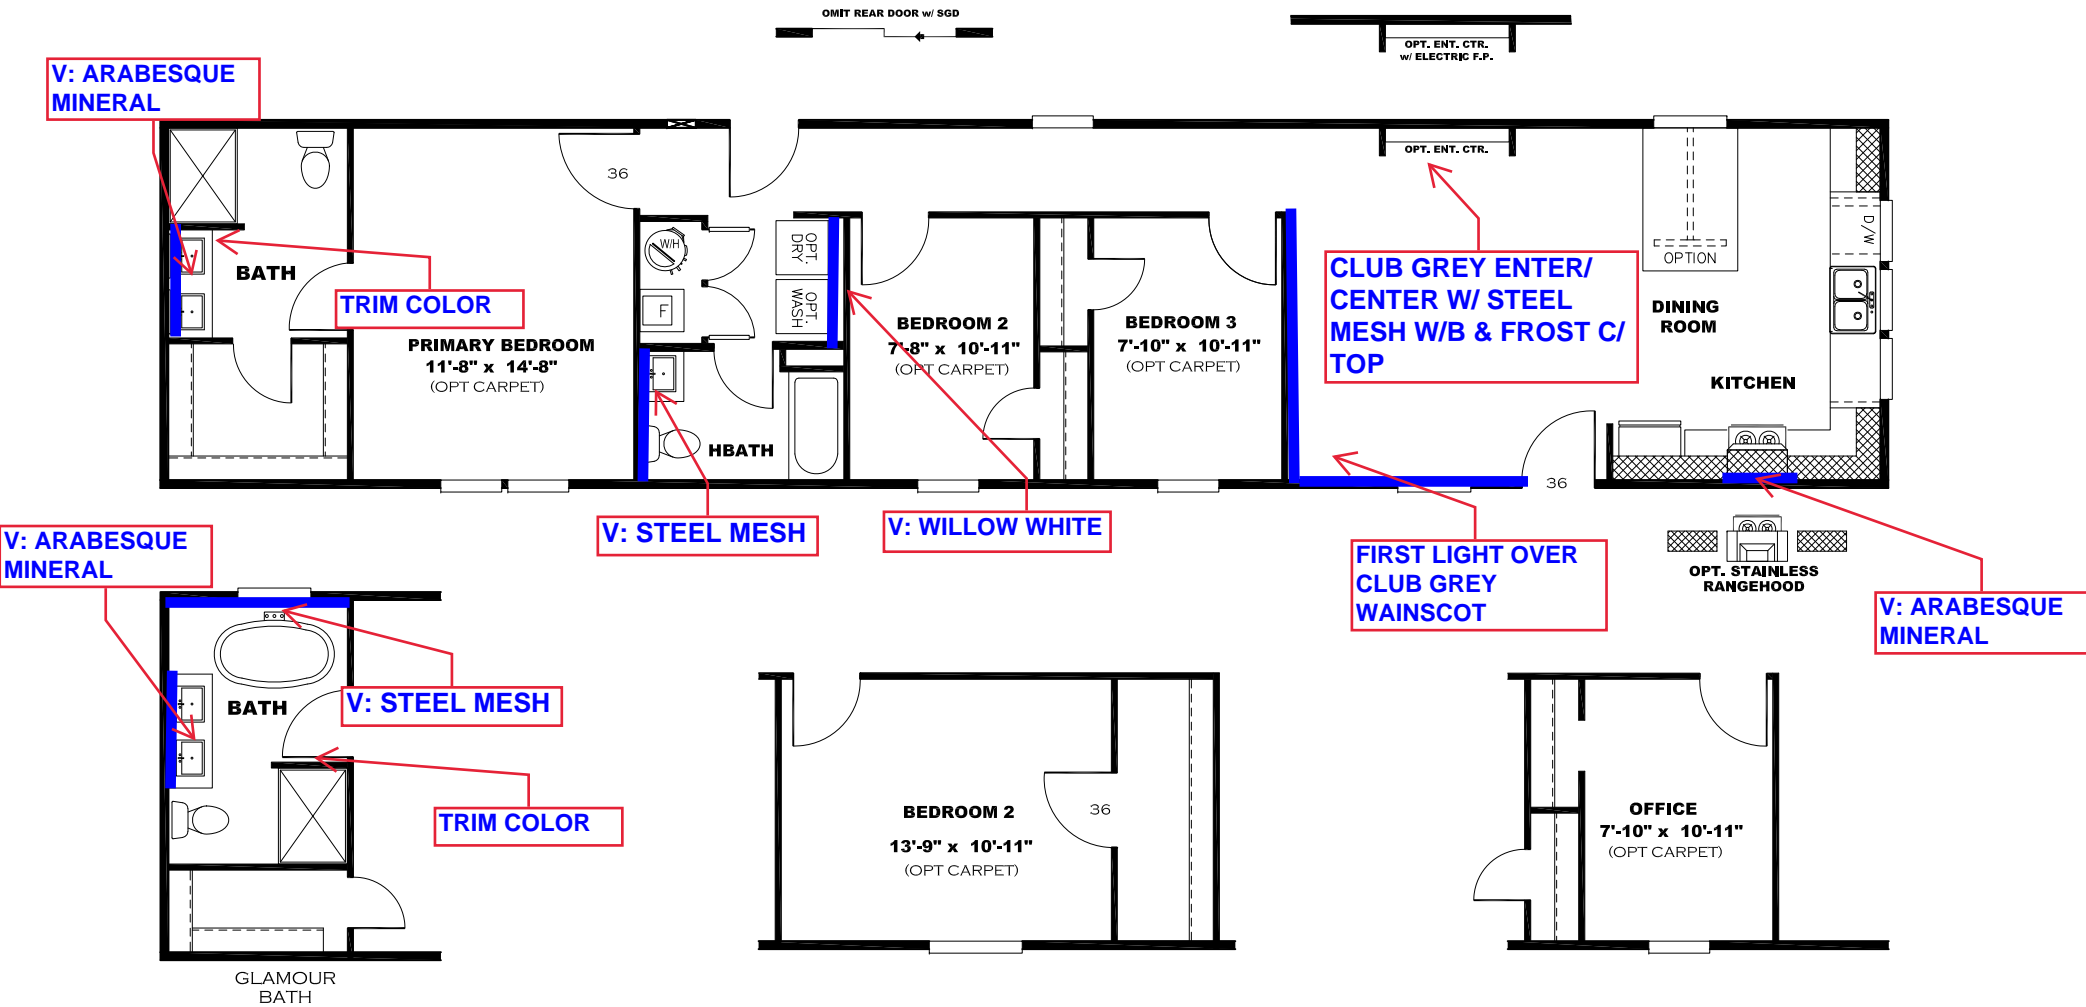 OMIT REAR DOOR w/ SGD
OPT. ENT. CTR.
w/ ELECTRIC F.P.
V: ARABESQUE
MINERAL
OPT. ENT. CTR.
36
W/H
OPT.
DRY
D/W
OPTION
BATH
TRIM COLOR
CLUB GREY ENTER/
CENTER W/ STEEL
MESH W/B & FROST C/
TOP
F
OPT.
WASH
PRIMARY BEDROOM
11'-8" x 14'-8"
(OPT CARPET)
BEDROOM 2
7'-8" x 10'-11"
(OPT CARPET)
BEDROOM 3
7'-10" x 10'-11"
(OPT CARPET)
DINING
ROOM
KITCHEN
HBATH
36
V: STEEL MESH
V: WILLOW WHITE
FIRST LIGHT OVER
CLUB GREY
WAINSCOT
OPT. STAINLESS
RANGEHOOD
V: ARABESQUE
MINERAL
V: ARABESQUE
MINERAL
BATH
V: STEEL MESH
TRIM COLOR
GLAMOUR
BATH
BEDROOM 2
13'-9" x 10'-11"
(OPT CARPET)
36
OFFICE
7'-10" x 10'-11"
(OPT CARPET)